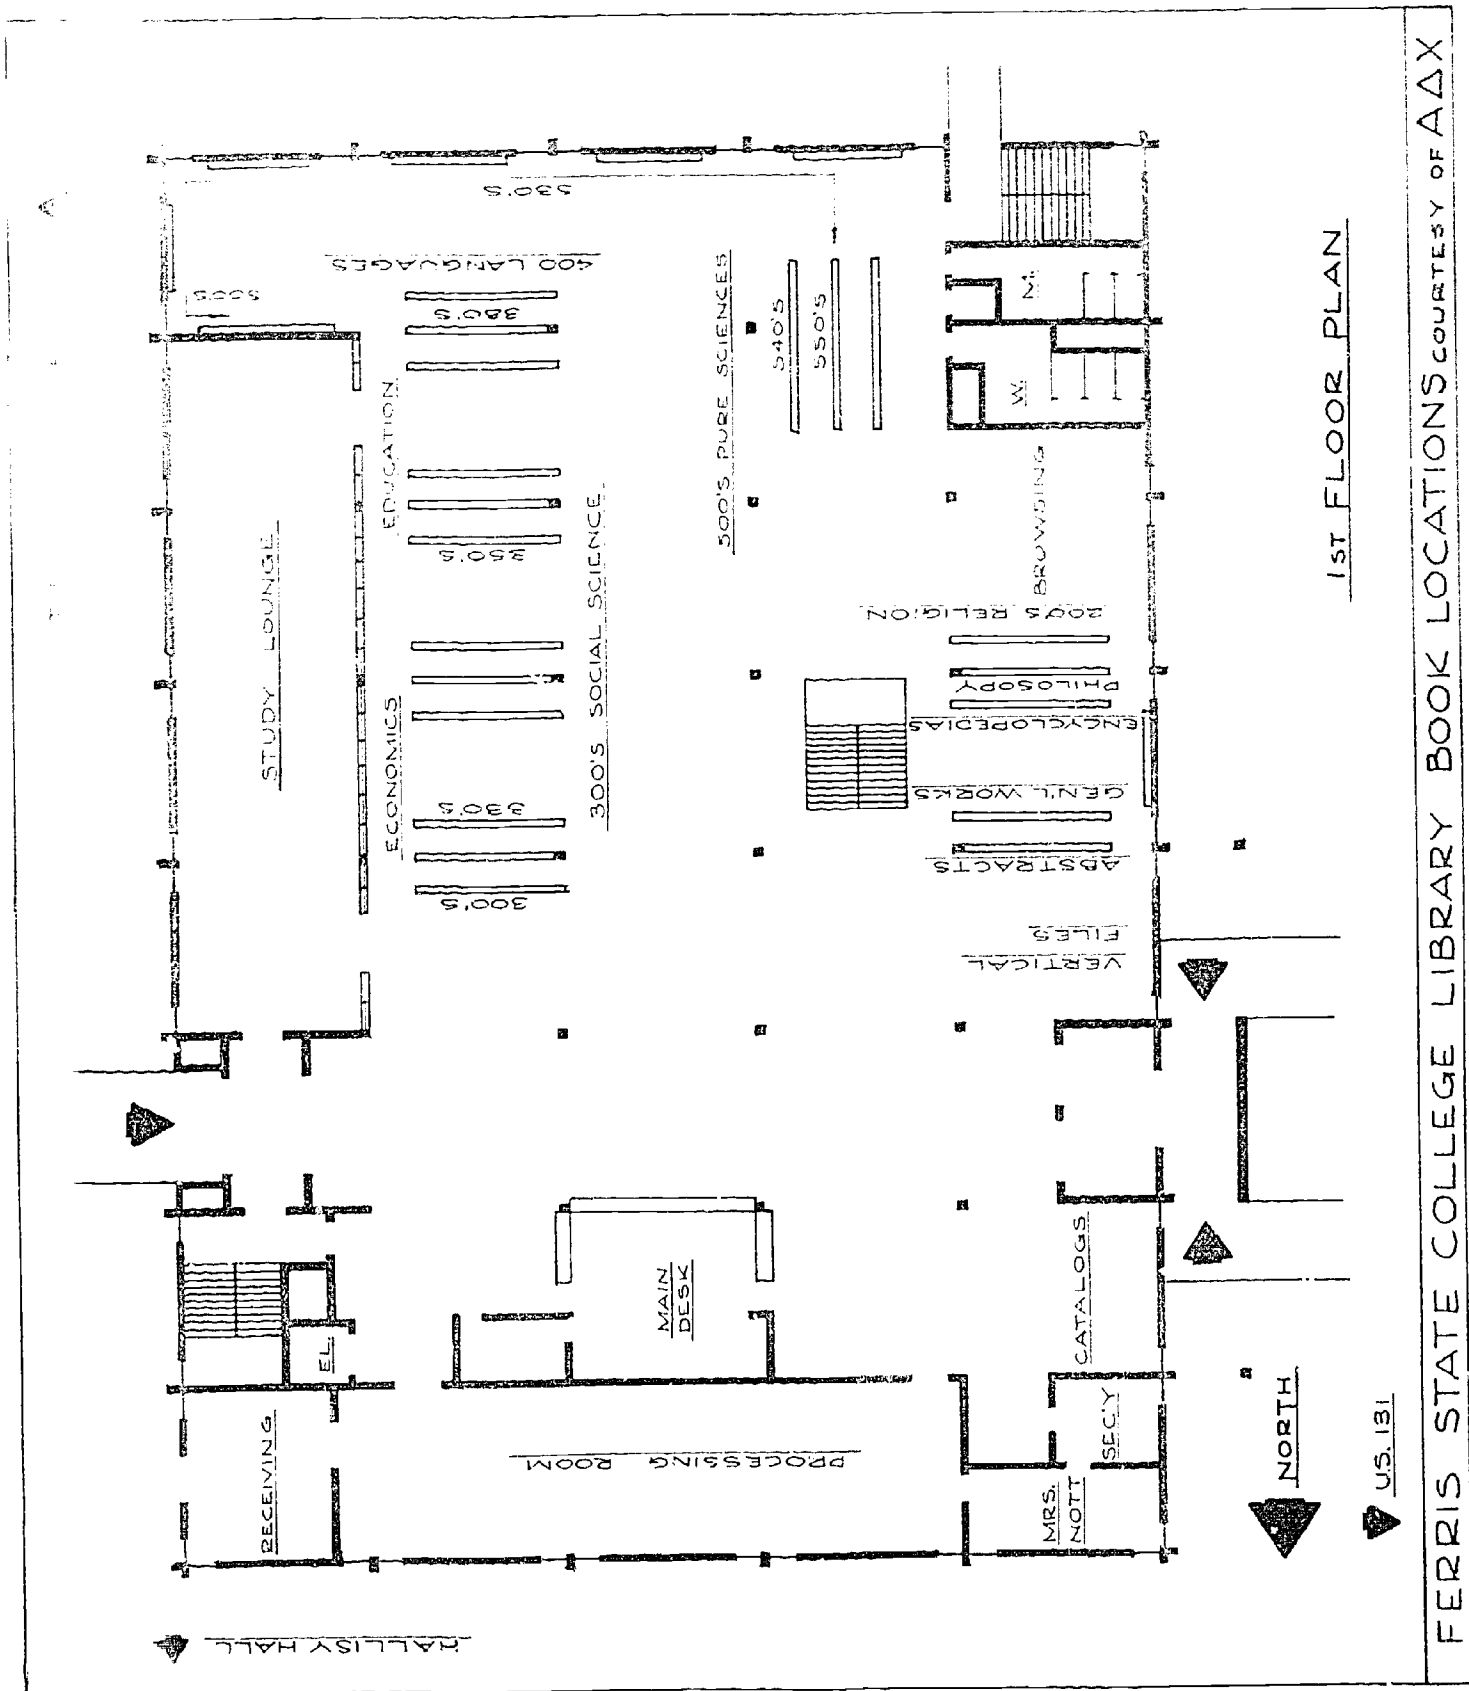 FERRIS STATE COLLEGE LIBRARY BOOK LOCATIONS COURTESY OF AΔX
1ST FLOOR PLAN
NORTH
U.S. 131
HALLISY HALL
RECEIVING
PROCESSING ROOM
MRS.
NOTT
SEC'Y
EL.
MAIN
DESK
CATALOGS
STUDY LOUNGE
ECONOMICS
EDUCATION
300'S
330'S
350'S
380'S
400 LANGUAGES
300'S SOCIAL SCIENCE
500'S
530'S
500'S PURE SCIENCES
540'S
550'S
VERTICAL
FILES
ABSTRACTS
GEN'L WORKS
ENCYCLOPEDIAS
PHILOSOPY
200'S RELIGION
BROWSING
W.
M.